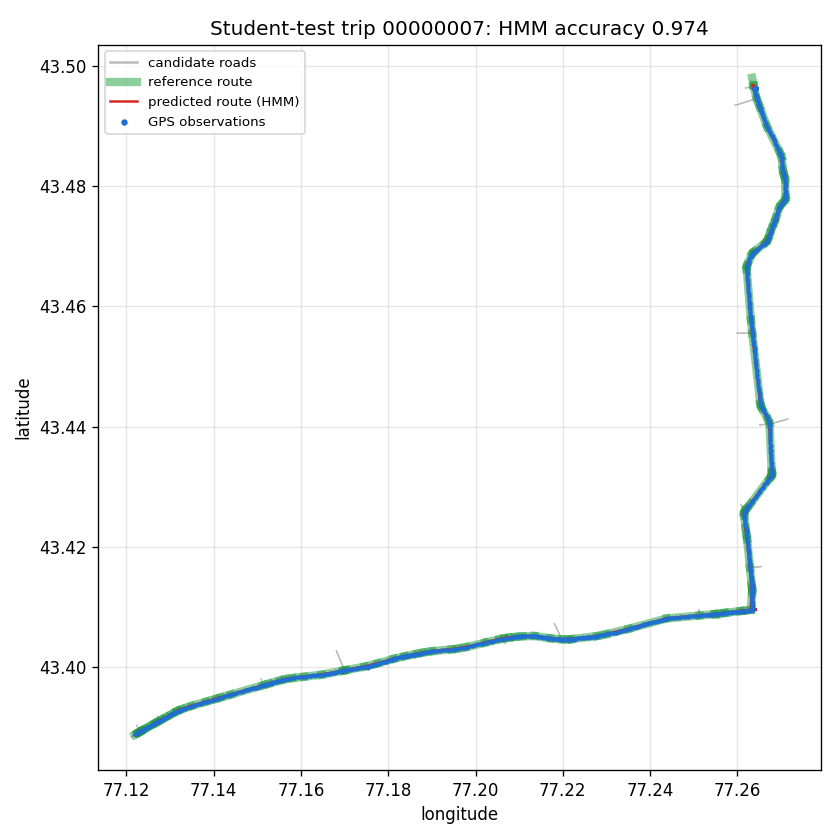 Student-test trip 00000007: HMM accuracy 0.974
candidate roads
reference route
predicted route (HMM)
GPS observations
43.50
43.48
43.46
43.44
43.42
43.40
latitude
77.12
77.14
77.16
77.18
77.20
77.22
77.24
77.26
longitude